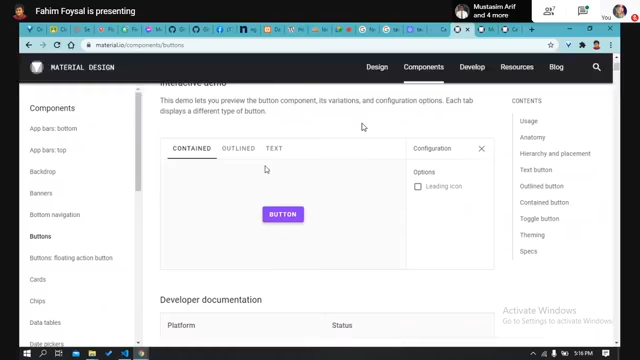 Fahim Foysal is presenting
Mustasim Arif
and 4 more
You
material.io/components/buttons
MATERIAL DESIGN
Design
Components
Develop
Resources
Blog
Components
App bars: bottom
App bars: top
Backdrop
Banners
Bottom navigation
Buttons
Buttons: floating action button
Cards
Chips
Data tables
Date pickers
Interactive demo
This demo lets you preview the button component, its variations, and configuration options. Each tab
displays a different type of button.
CONTAINED
OUTLINED
TEXT
BUTTON
Configuration
Options
Leading icon
Developer documentation
Platform
Status
CONTENTS
Usage
Anatomy
Hierarchy and placement
Text button
Outlined button
Contained button
Toggle button
Theming
Specs
Activate Windows
Go to Settings to activate Windows.
5:16 PM